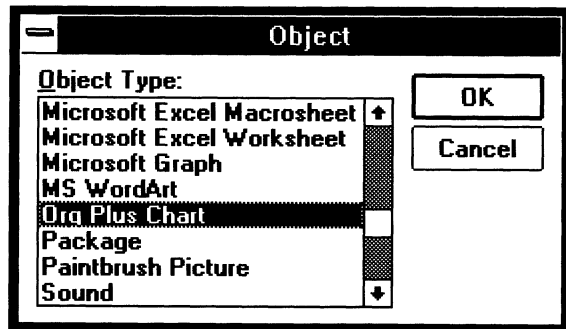 Object
Object Type:
Microsoft Excel Macrosheet
Microsoft Excel Worksheet
Microsoft Graph
MS WordArt
Org Plus Chart
Package
Paintbrush Picture
Sound
OK
Cancel